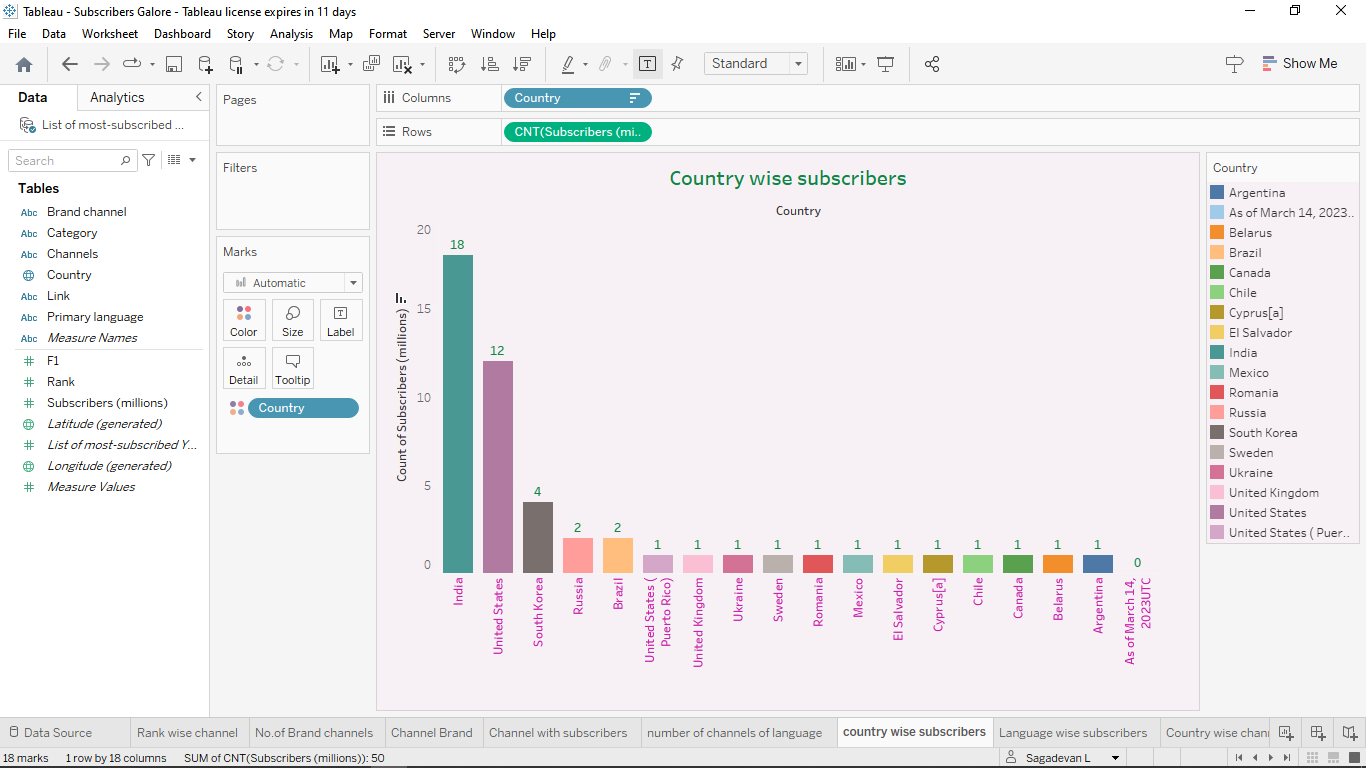 Tableau - Subscribers Galore - Tableau license expires in 11 days
File Data Worksheet Dashboard Story Analysis Map Format Server Window Help
Standard
Show Me
Data Analytics
List of most-subscribed ...
Search
Tables
Abc Brand channel
Abc Category
Abc Channels
Country
Abc Link
Abc Primary language
Abc Measure Names
F1
Rank
Subscribers (millions)
Latitude (generated)
List of most-subscribed Y...
Longitude (generated)
Measure Values
Pages
Filters
Marks
Automatic
Color Size Label
Detail Tooltip
Country
Columns Country
Rows CNT(Subscribers (mi..
Country wise subscribers
Country
Count of Subscribers (millions)
20
15
10
5
0
18
12
4
2
2
1
1
1
1
1
1
1
1
1
1
1
1
0
India
United States
South Korea
Russia
Brazil
United States (
Puerto Rico)
United Kingdom
Ukraine
Sweden
Romania
Mexico
El Salvador
Cyprus[a]
Chile
Canada
Belarus
Argentina
As of March 14,
2023UTC
Country
Argentina
As of March 14, 2023..
Belarus
Brazil
Canada
Chile
Cyprus[a]
El Salvador
India
Mexico
Romania
Russia
South Korea
Sweden
Ukraine
United Kingdom
United States
United States ( Puer..
Data Source Rank wise channel No.of Brand channels Channel Brand Channel with subscribers number of channels of language country wise subscribers Language wise subscribers Country wise chann
18 marks 1 row by 18 columns SUM of CNT(Subscribers (millions)): 50 Sagadevan L